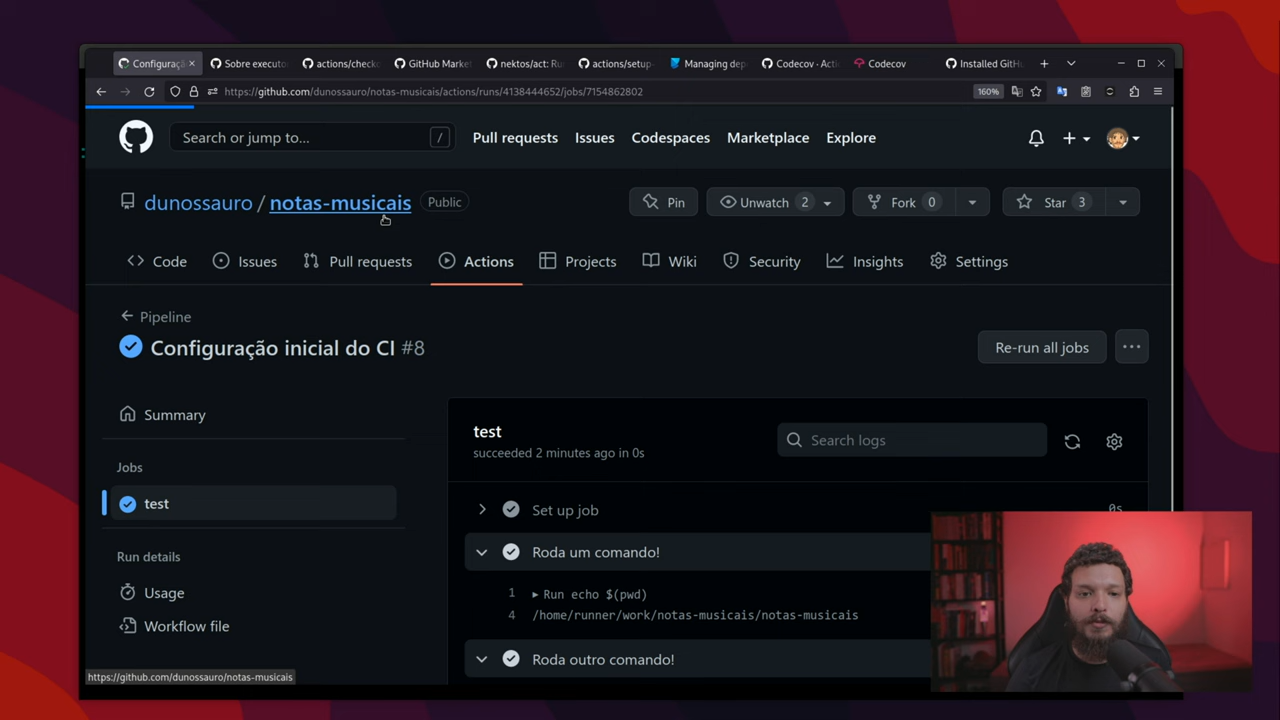 Configuraçã
Sobre executo
actions/checko
GitHub Market
nektos/act: Ru
actions/setup-
Managing dep
Codecov · Acti
Codecov
Installed GitH
https://github.com/dunossauro/notas-musicais/actions/runs/4138444652/jobs/7154862802
160%
Search or jump to...
/
Pull requests
Issues
Codespaces
Marketplace
Explore
dunossauro / notas-musicais
Public
Pin
Unwatch 2
Fork 0
Star 3
Code
Issues
Pull requests
Actions
Projects
Wiki
Security
Insights
Settings
Pipeline
Configuração inicial do CI #8
Re-run all jobs
Summary
Jobs
test
Run details
Usage
Workflow file
test
succeeded 2 minutes ago in 0s
Search logs
Set up job
0s
Roda um comando!
1 Run echo $(pwd)
4 /home/runner/work/notas-musicais/notas-musicais
Roda outro comando!
https://github.com/dunossauro/notas-musicais